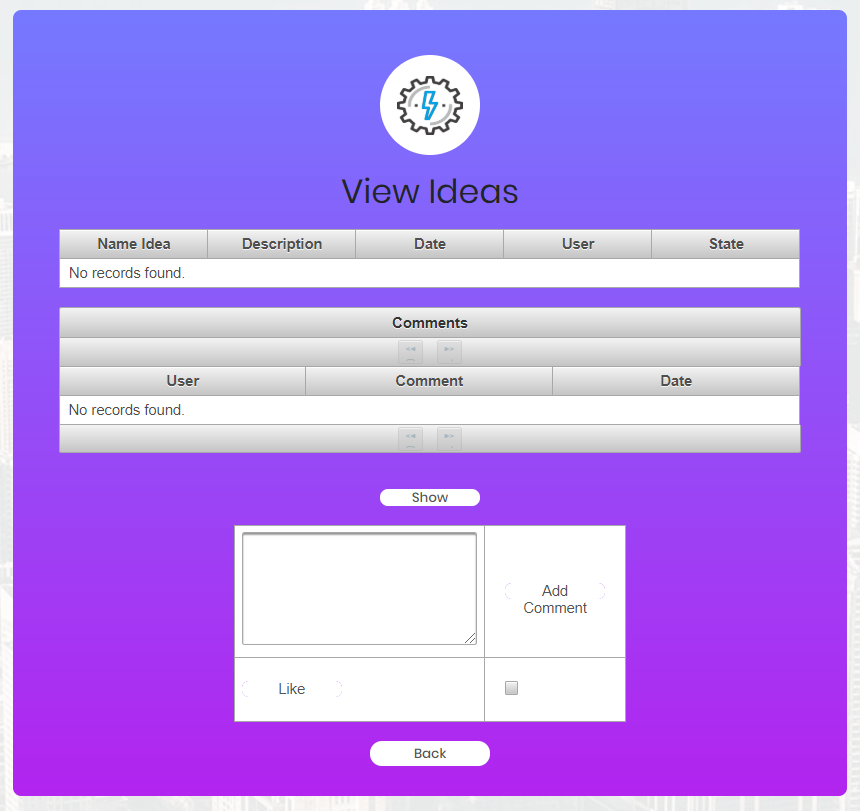 View Ideas
Name Idea Description Date User State
No records found.
Comments
User Comment Date
No records found.
Show
Add
Comment
Like
Back